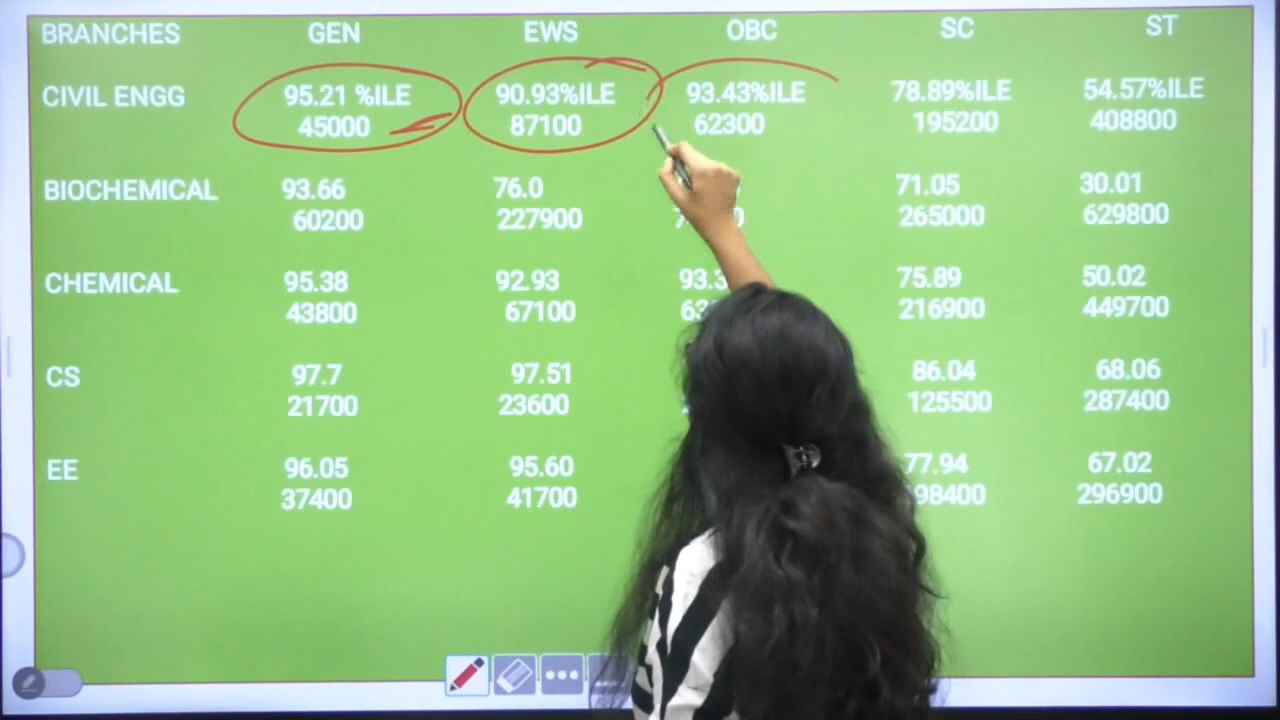 BRANCHES GEN EWS OBC SC ST
CIVIL ENGG 95.21 %ILE 90.93%ILE 93.43%ILE 78.89%ILE 54.57%ILE
45000 87100 62300 195200 408800
BIOCHEMICAL 93.66 76.0 71.05 30.01
60200 227900 265000 629800
CHEMICAL 95.38 92.93 75.89 50.02
43800 67100 216900 449700
CS 97.7 97.51 86.04 68.06
21700 23600 125500 287400
EE 96.05 95.60 77.94 67.02
37400 41700 296900